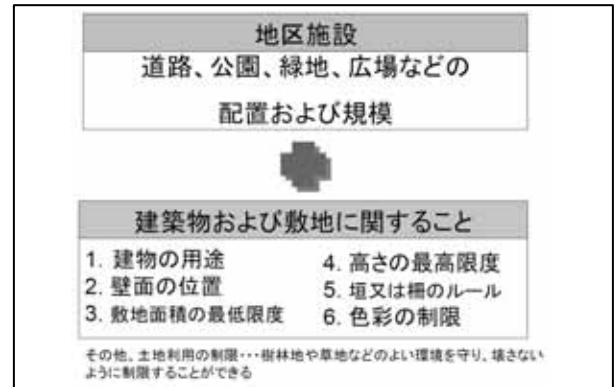 地区施設
道路、公園、緑地、広場などの
配置および規模
建築物および敷地に関すること
1. 建物の用途
2. 壁面の位置
3. 敷地面積の最低限度
4. 高さの最高限度
5. 垣又は柵のルール
6. 色彩の制限
その他、土地利用の制限・・・樹林地や草地などのよい環境を守り、壊さない
ように制限することができる